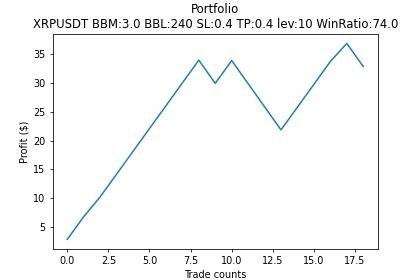 Portfolio
XRPUSDT BBM:3.0 BBL:240 SL:0.4 TP:0.4 lev:10 WinRatio:74.0
35
30
25
20
15
10
5
Profit ($)
0.0 2.5 5.0 7.5 10.0 12.5 15.0 17.5
Trade counts